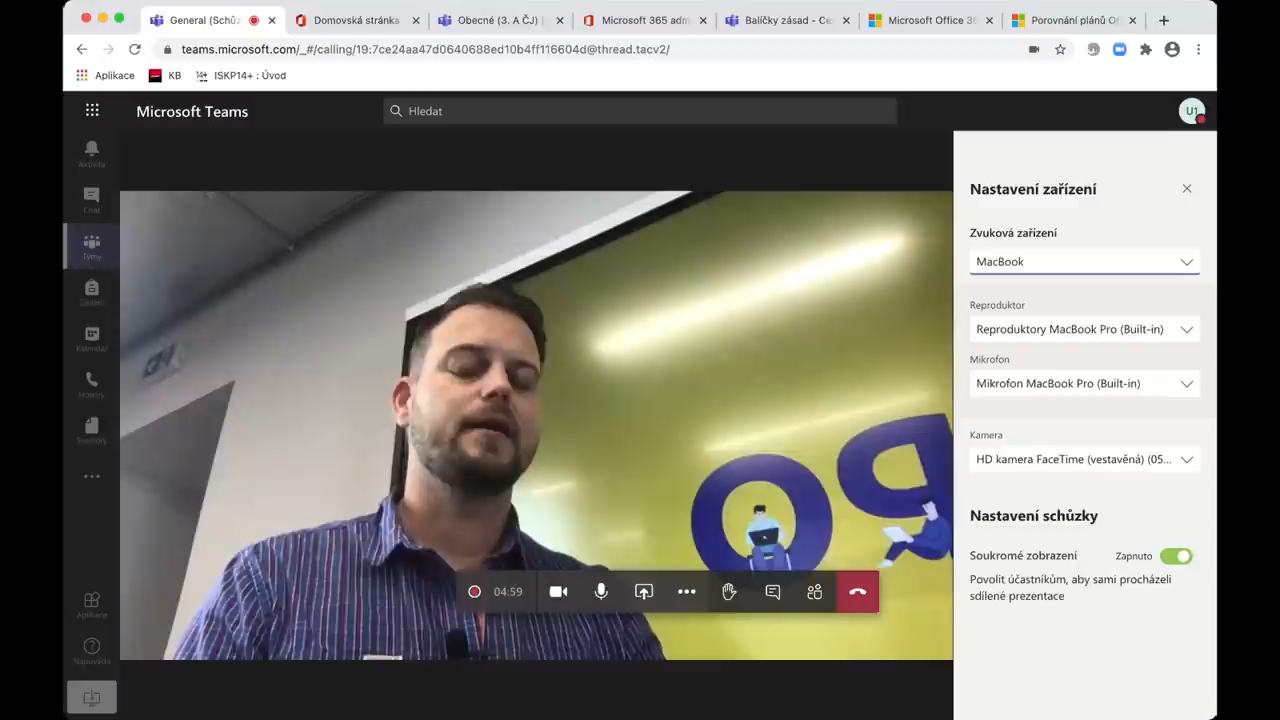 General (Schůz
Domovská stránka
Obecné (3. A ČJ) |
Microsoft 365 adm
Balíčky zásad - Ce
Microsoft Office 36
Porovnání plánů Of
teams.microsoft.com/_#/calling/19:7ce24aa47d0640688ed10b4ff116604d@thread.tacv2/
Aplikace
KB
ISKP14+ : Úvod
Microsoft Teams
Hledat
U1
Aktivita
Chat
Týmy
Zadání
Kalendář
Hovory
Soubory
Aplikace
Nápověda
04:59
Nastavení zařízení
Zvuková zařízení
MacBook
Reproduktor
Reproduktory MacBook Pro (Built-in)
Mikrofon
Mikrofon MacBook Pro (Built-in)
Kamera
HD kamera FaceTime (vestavěná) (05...
Nastavení schůzky
Soukromé zobrazení
Zapnuto
Povolit účastníkům, aby sami procházeli
sdílené prezentace